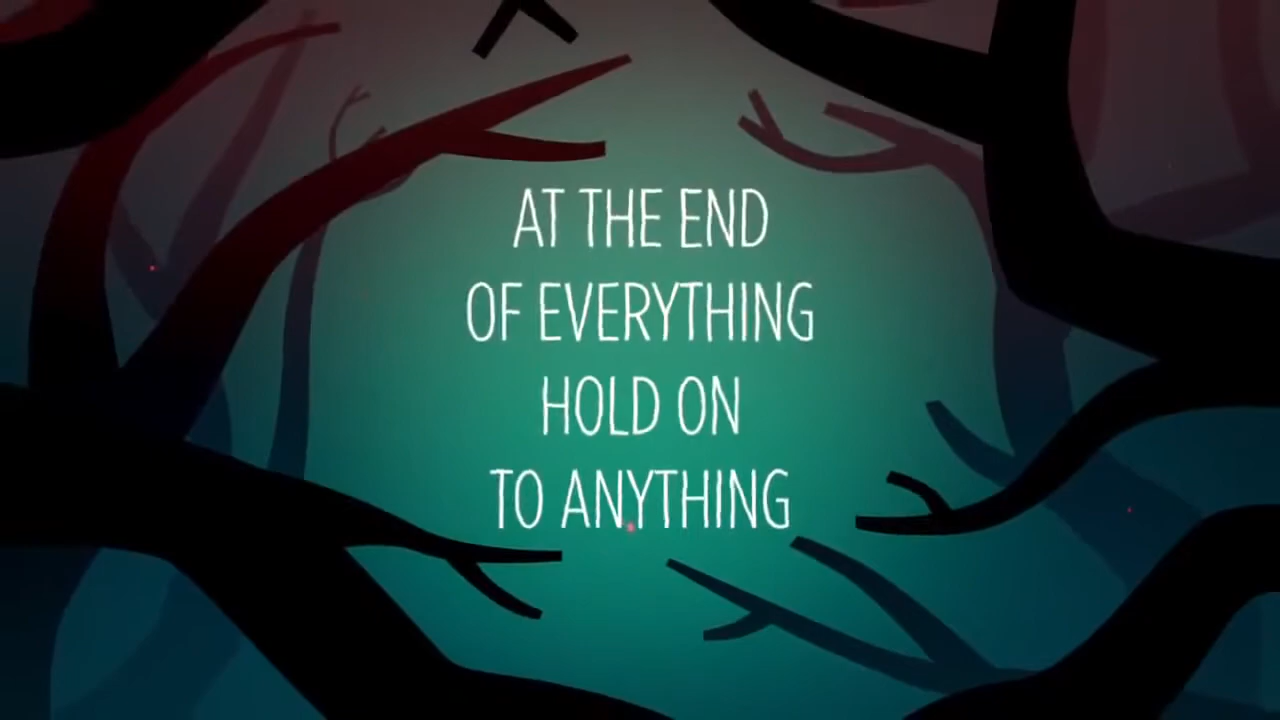 AT THE END
OF EVERYTHING
HOLD ON
TO ANYTHING